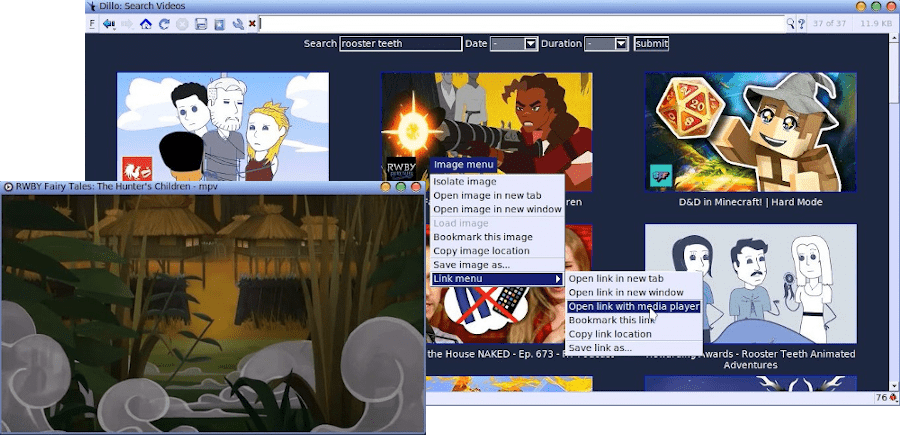 Dillo: Search Videos
F
37 of 37
11.9 KB
Search rooster teeth Date - Duration - submit
RWBY
Image menu
Isolate image
Open image in new tab
Open image in new window
Load image
Bookmark this image
Copy image location
Save image as...
Link menu
Open link in new tab
Open link in new window
Open link with media player
Bookmark this link
Copy link location
Save link as...
D&D in Minecraft! | Hard Mode
RWBY Fairy Tales: The Hunter's Children - mpv
the House NAKED - Ep. 673 -
Awards - Rooster Teeth Animated
Adventures
76